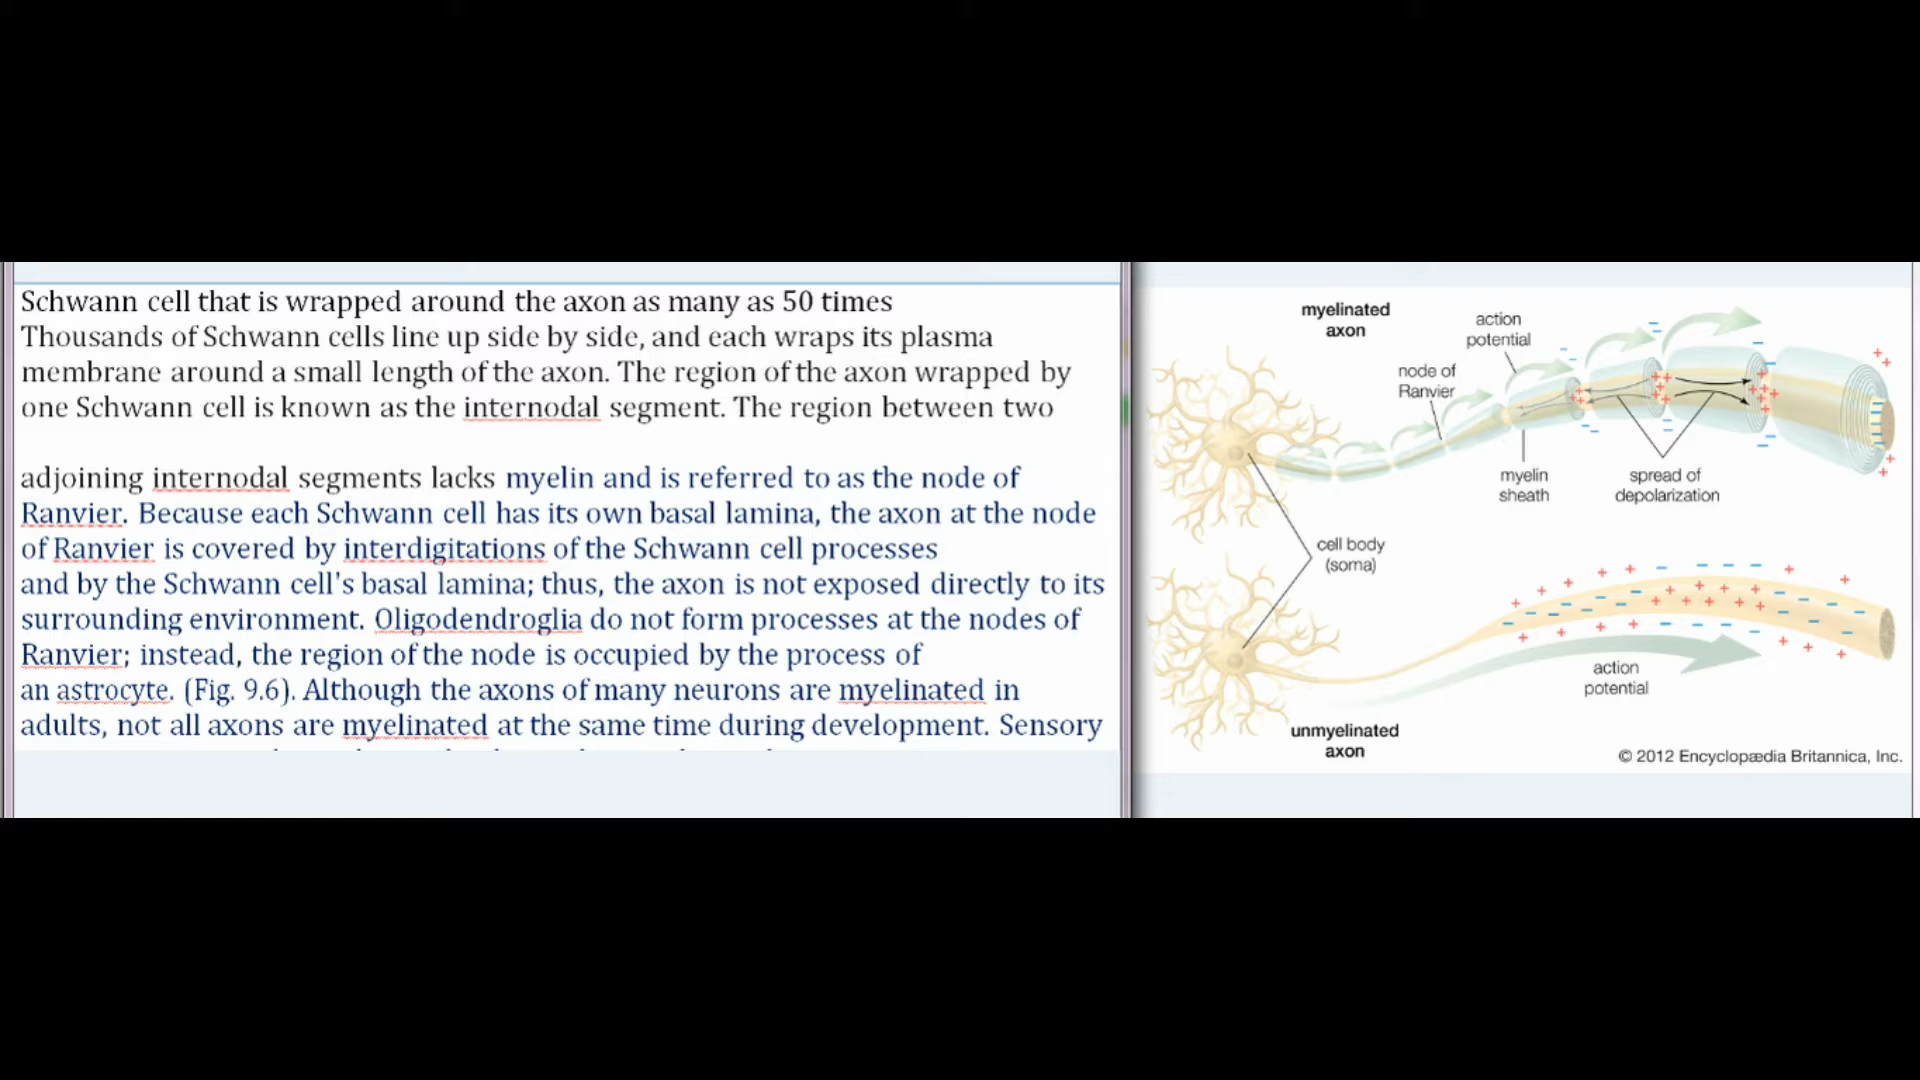 Schwann cell that is wrapped around the axon as many as 50 times
Thousands of Schwann cells line up side by side, and each wraps its plasma
membrane around a small length of the axon. The region of the axon wrapped by
one Schwann cell is known as the internodal segment. The region between two
adjoining internodal segments lacks myelin and is referred to as the node of
Ranvier. Because each Schwann cell has its own basal lamina, the axon at the node
of Ranvier is covered by interdigitations of the Schwann cell processes
and by the Schwann cell's basal lamina; thus, the axon is not exposed directly to its
surrounding environment. Oligodendroglia do not form processes at the nodes of
Ranvier; instead, the region of the node is occupied by the process of
an astrocyte. (Fig. 9.6). Although the axons of many neurons are myelinated in
adults, not all axons are myelinated at the same time during development. Sensory
myelinated
axon
action
potential
node of
Ranvier
myelin
sheath
spread of
depolarization
cell body
(soma)
action
potential
unmyelinated
axon
© 2012 Encyclopædia Britannica, Inc.